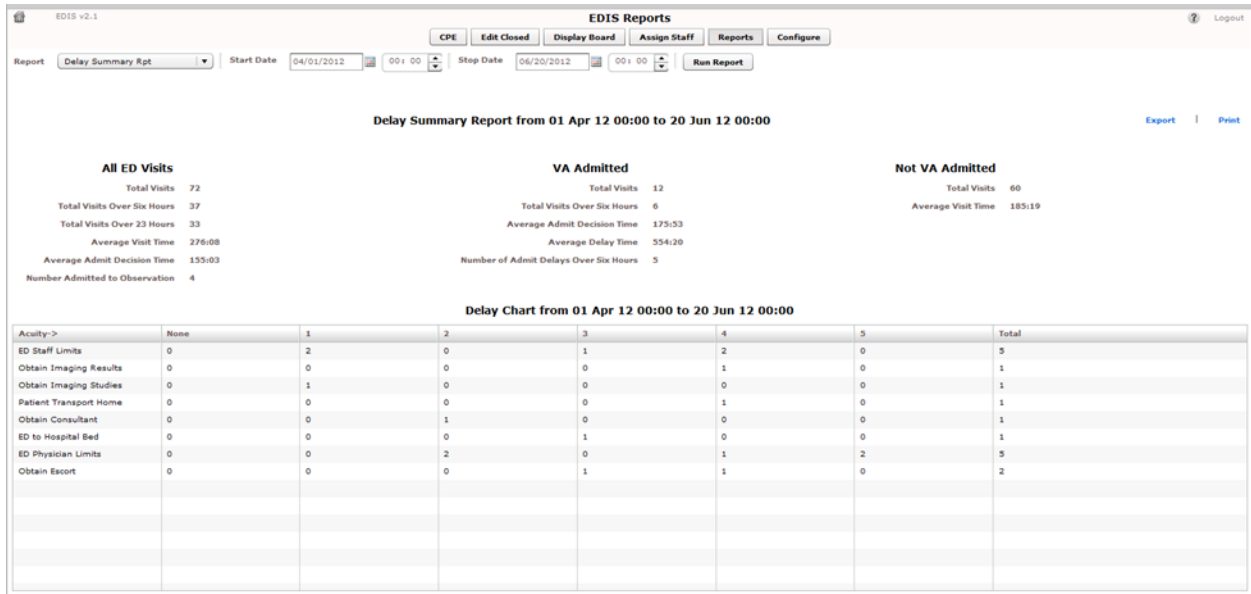 EDIS v2.1 EDIS Reports ? Logout
CPE Edit Closed Display Board Assign Staff Reports Configure
Report Delay Summary Rpt Start Date 04/01/2012 00: 00 Stop Date 06/20/2012 00: 00 Run Report
Delay Summary Report from 01 Apr 12 00:00 to 20 Jun 12 00:00 Export | Print
All ED Visits
Total Visits 72
Total Visits Over Six Hours 37
Total Visits Over 23 Hours 33
Average Visit Time 276:08
Average Admit Decision Time 155:03
Number Admitted to Observation 4
VA Admitted
Total Visits 12
Total Visits Over Six Hours 6
Average Admit Decision Time 175:53
Average Delay Time 554:20
Number of Admit Delays Over Six Hours 5
Not VA Admitted
Total Visits 60
Average Visit Time 185:19
Delay Chart from 01 Apr 12 00:00 to 20 Jun 12 00:00
Acuity-> None 1 2 3 4 5 Total
ED Staff Limits 0 2 0 1 2 0 5
Obtain Imaging Results 0 0 0 0 1 0 1
Obtain Imaging Studies 0 1 0 0 0 0 1
Patient Transport Home 0 0 0 0 1 0 1
Obtain Consultant 0 0 1 0 0 0 1
ED to Hospital Bed 0 0 0 1 0 0 1
ED Physician Limits 0 0 2 0 1 2 5
Obtain Escort 0 0 0 1 1 0 2